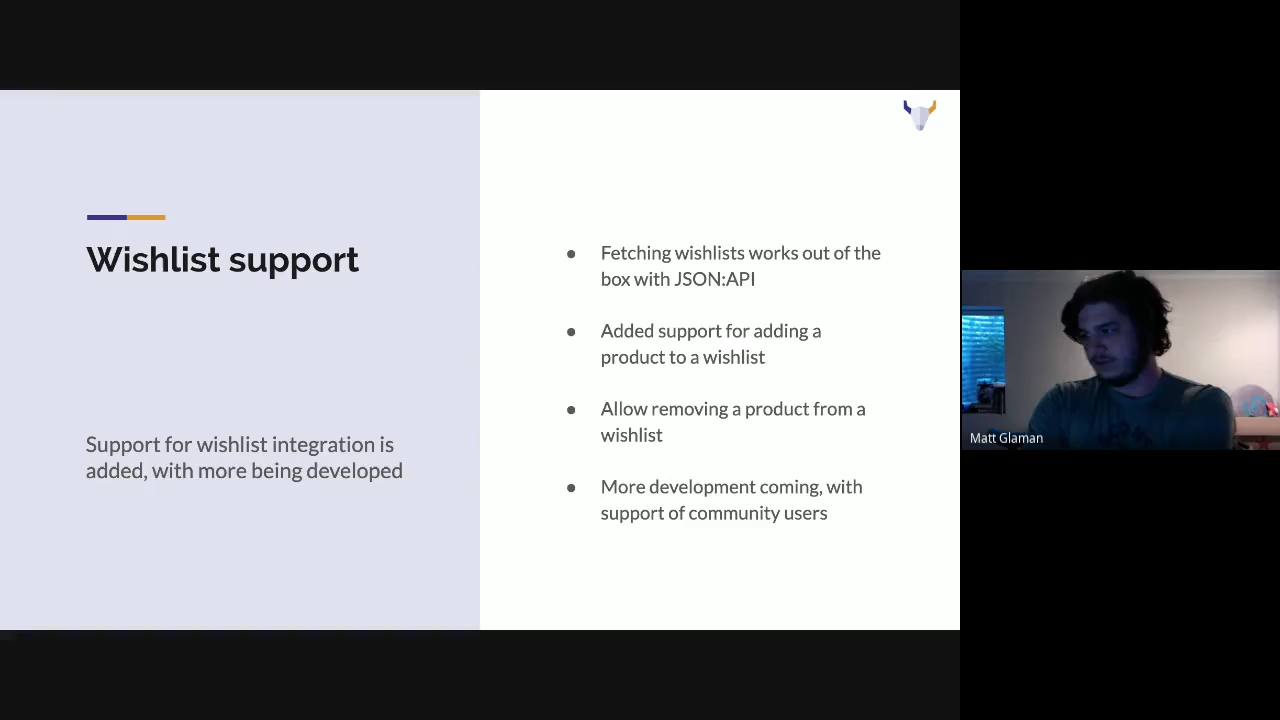 Wishlist support
Support for wishlist integration is
added, with more being developed
● Fetching wishlists works out of the
box with JSON:API
● Added support for adding a
product to a wishlist
● Allow removing a product from a
wishlist
● More development coming, with
support of community users
Matt Glaman